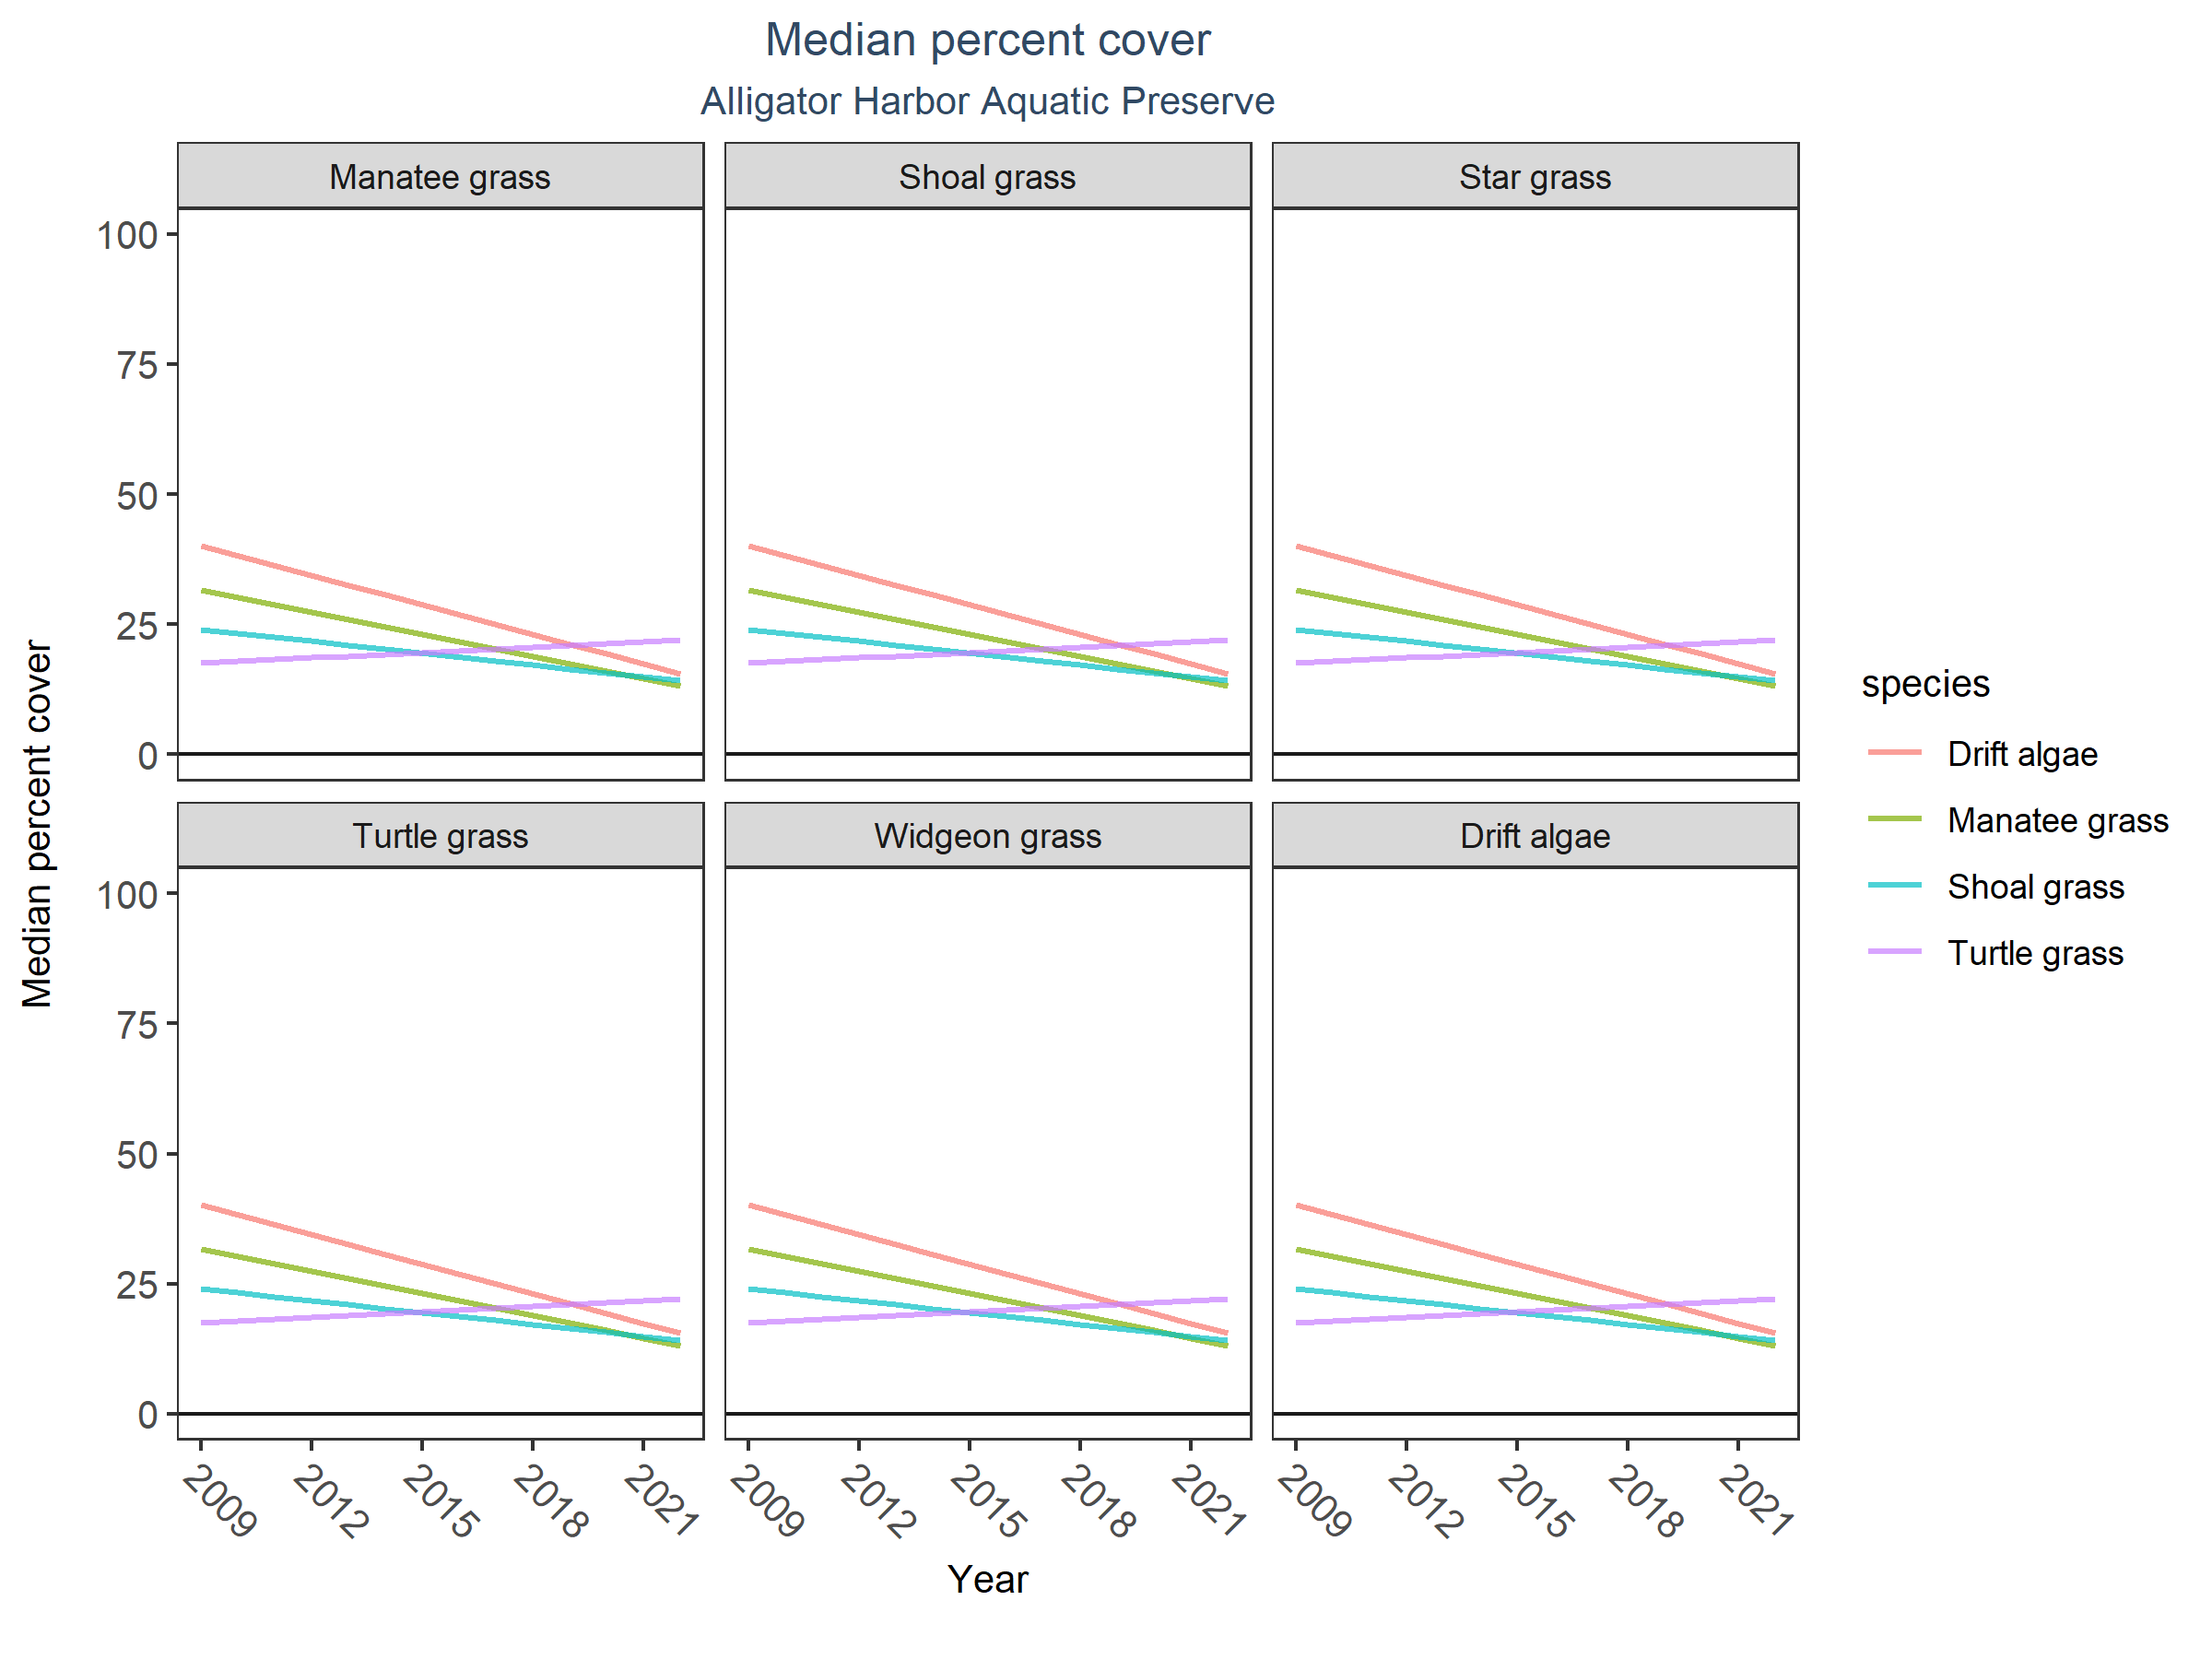 Median percent cover
Alligator Harbor Aquatic Preserve
Manatee grass
Shoal grass
Star grass
100
75
50
25
0
Turtle grass
Widgeon grass
Drift algae
100
75
50
25
0
2009
2012
2015
2018
2021
2009
2012
2015
2018
2021
2009
2012
2015
2018
2021
Year
Median percent cover
species
Drift algae
Manatee grass
Shoal grass
Turtle grass